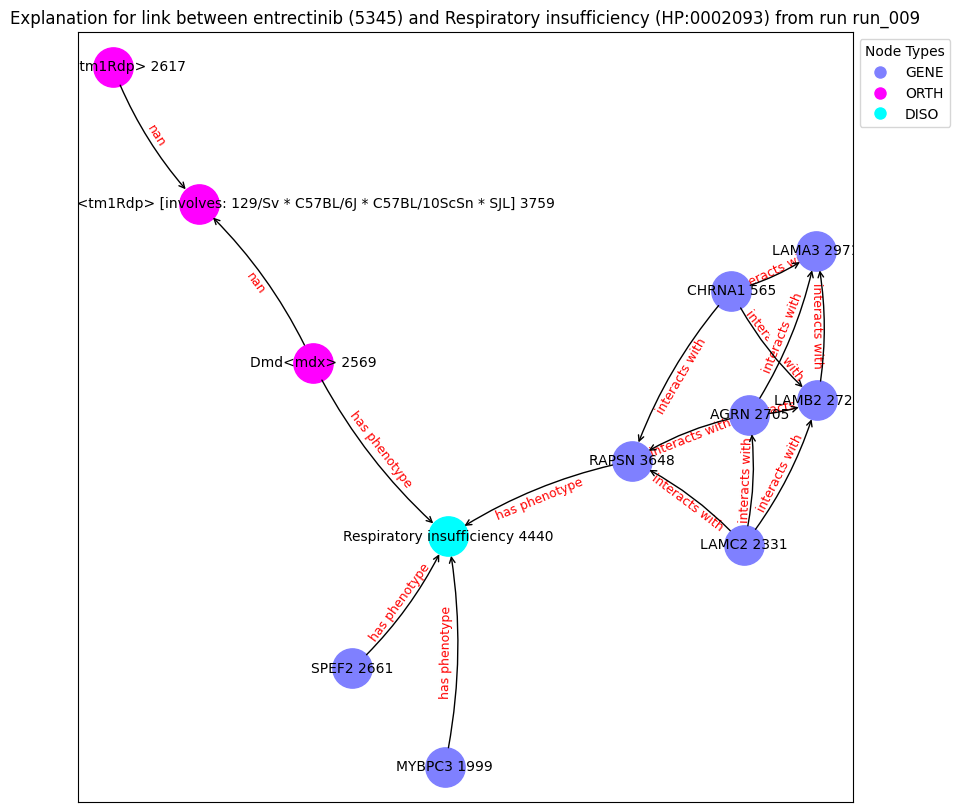 Explanation for link between entrectinib (5345) and Respiratory insufficiency (HP:0002093) from run run_009
Node Types
GENE
ORTH
DISO
tm1Rdp> 2617
nan
<tm1Rdp> [involves: 129/Sv * C57BL/6J * C57BL/10ScSn * SJL] 3759
nan
Dmd<mdx> 2569
has phenotype
LAMA3 297
interacts with
CHRNA1 565
interacts with
interacts with
interacts with
interacts with
LAMB2 272
AGRN 2765
interacts with
RAPSN 3648
interacts with
interacts with
interacts with
has phenotype
LAMC2 2331
Respiratory insufficiency 4440
has phenotype
has phenotype
SPEF2 2661
MYBPC3 1999